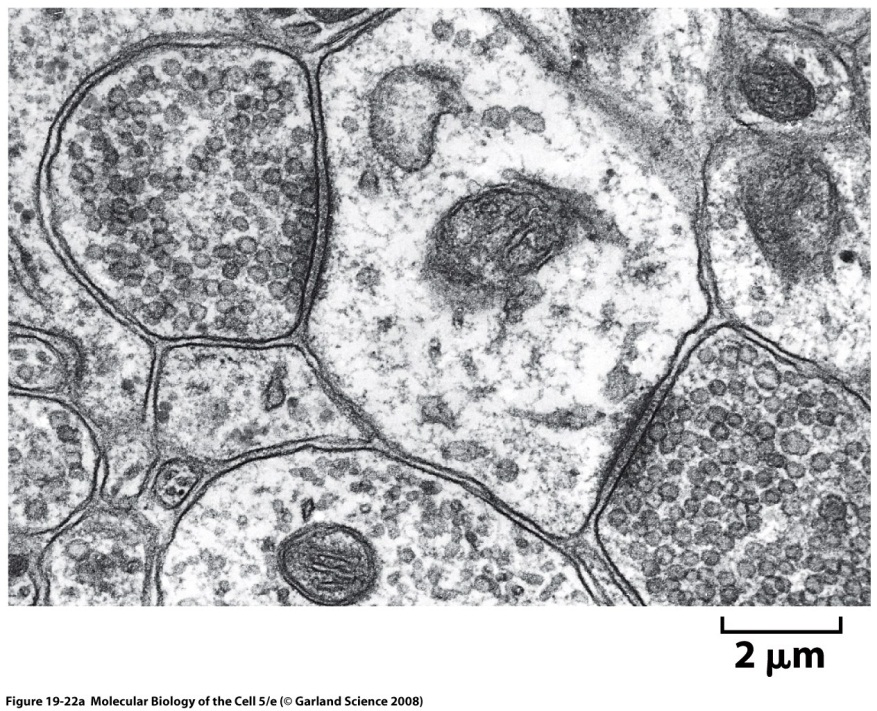 2 μm
Figure 19-22a Molecular Biology of the Cell 5/e (© Garland Science 2008)